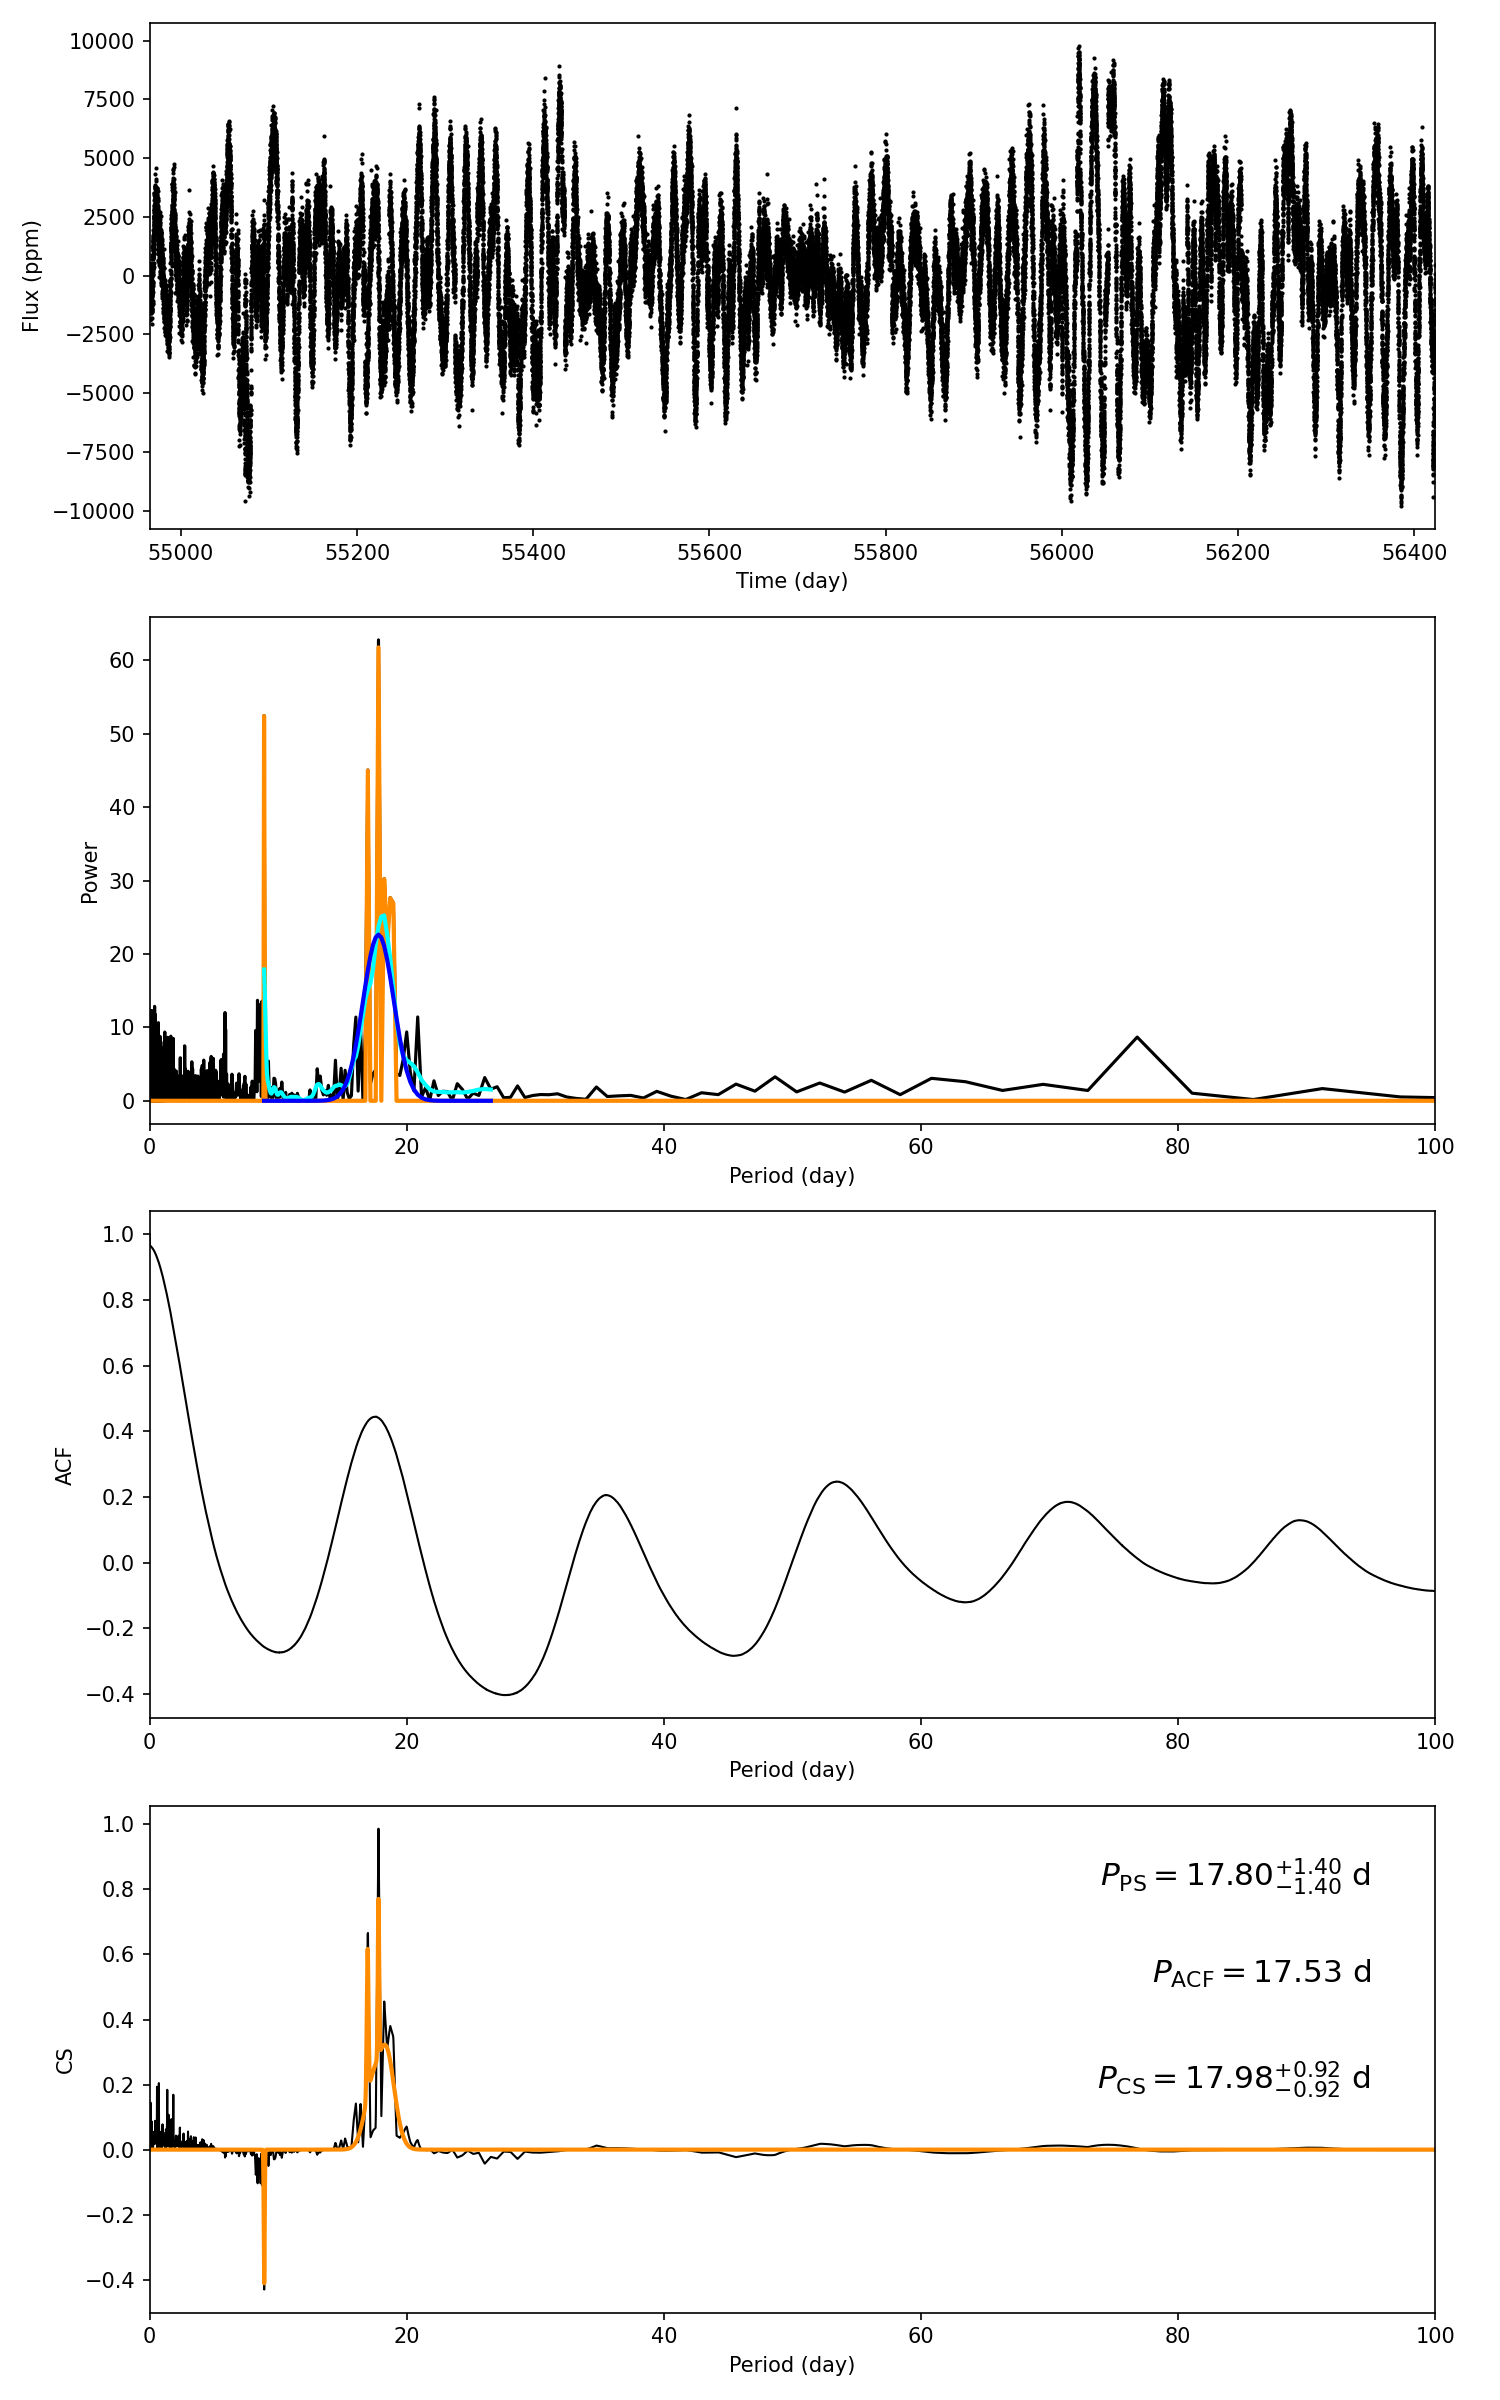 10000
7500
5000
2500
0
−2500
−5000
−7500
−10000
Flux (ppm)
55000 55200 55400 55600 55800 56000 56200 56400
Time (day)
60
50
40
30
20
10
0
Power
0 20 40 60 80 100
Period (day)
1.0
0.8
0.6
0.4
0.2
0.0
−0.2
−0.4
ACF
0 20 40 60 80 100
Period (day)
1.0
0.8
0.6
0.4
0.2
0.0
−0.2
−0.4
CS
P_PS = 17.80^{+1.40}_{−1.40} d
P_ACF = 17.53 d
P_CS = 17.98^{+0.92}_{−0.92} d
0 20 40 60 80 100
Period (day)